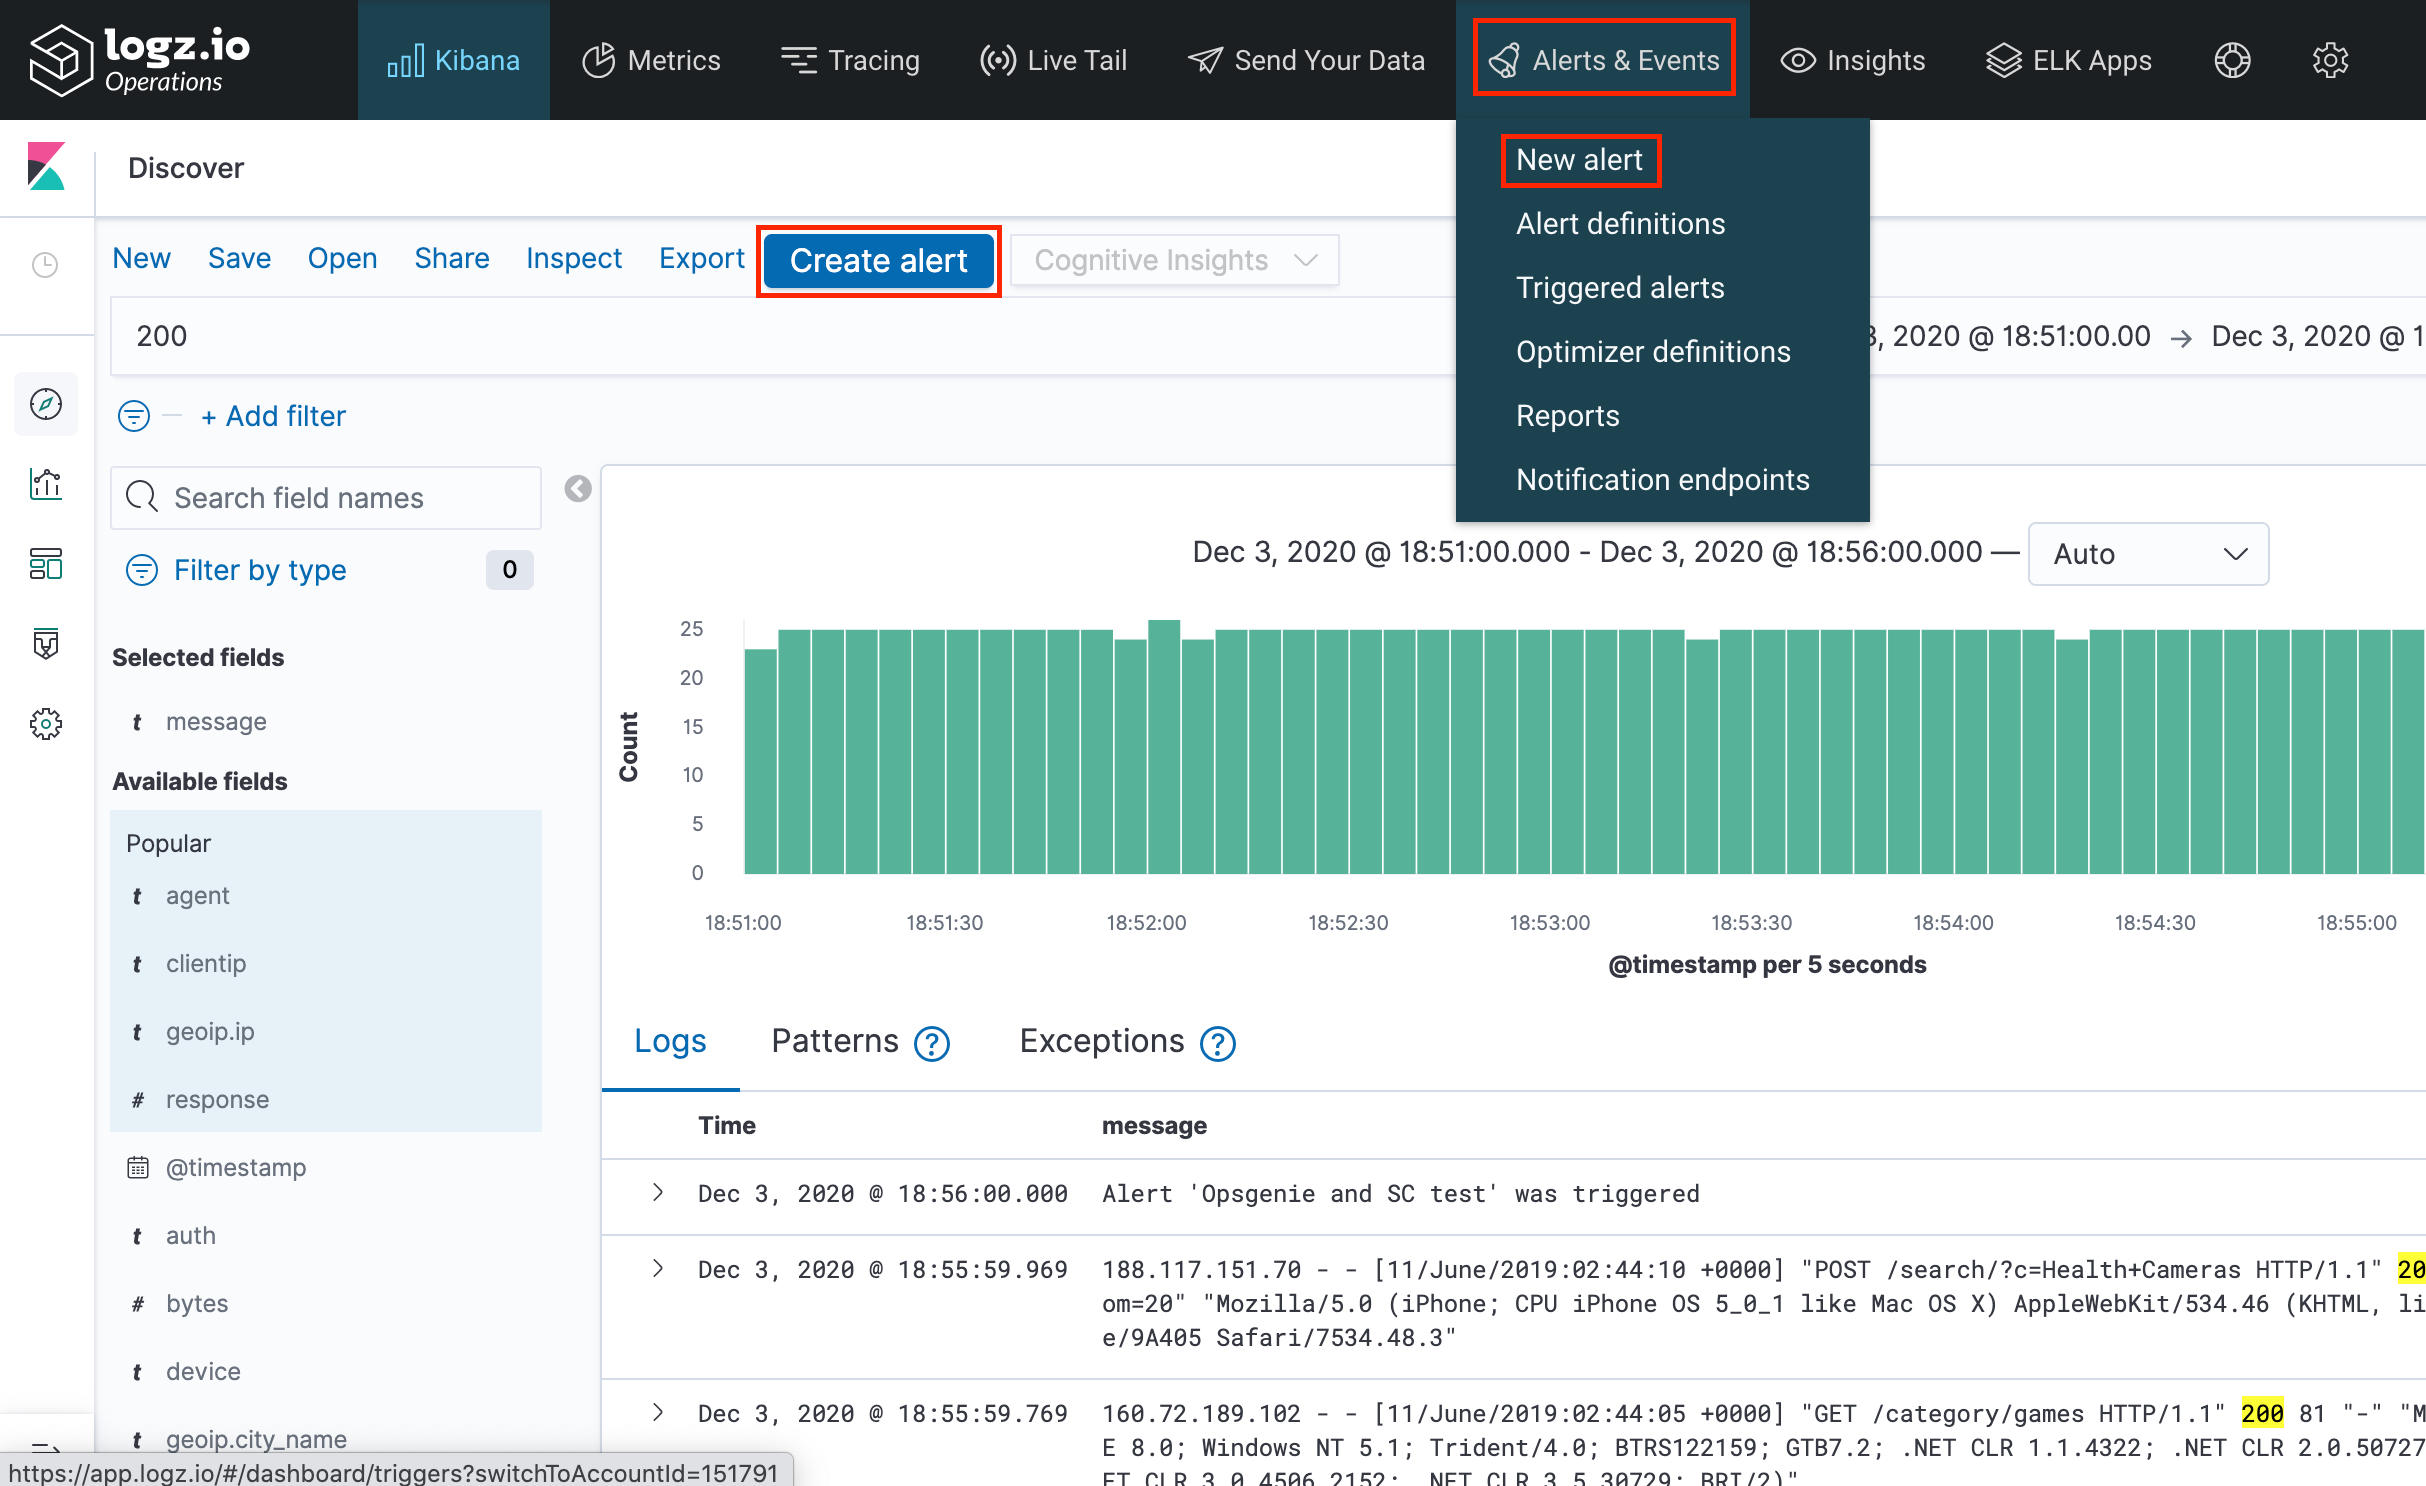 logz.io
Operations
Kibana
Metrics
Tracing
Live Tail
Send Your Data
Alerts & Events
Insights
ELK Apps
New alert
Alert definitions
Triggered alerts
Optimizer definitions
Reports
Notification endpoints
Discover
New Save Open Share Inspect Export Create alert Cognitive Insights
200
, 2020 @ 18:51:00.00 → Dec 3, 2020 @ 1
+ Add filter
Search field names
Filter by type 0
Selected fields
t message
Available fields
Popular
t agent
t clientip
t geoip.ip
# response
@timestamp
t auth
# bytes
t device
t geoip.city_name
https://app.logz.io/#/dashboard/triggers?switchToAccountId=151791
Dec 3, 2020 @ 18:51:00.000 - Dec 3, 2020 @ 18:56:00.000 — Auto
Count
25
20
15
10
5
0
18:51:00 18:51:30 18:52:00 18:52:30 18:53:00 18:53:30 18:54:00 18:54:30 18:55:00
@timestamp per 5 seconds
Logs Patterns ? Exceptions ?
Time message
Dec 3, 2020 @ 18:56:00.000 Alert 'Opsgenie and SC test' was triggered
Dec 3, 2020 @ 18:55:59.969 188.117.151.70 - - [11/June/2019:02:44:10 +0000] "POST /search/?c=Health+Cameras HTTP/1.1" 20
om=20" "Mozilla/5.0 (iPhone; CPU iPhone OS 5_0_1 like Mac OS X) AppleWebKit/534.46 (KHTML, li
e/9A405 Safari/7534.48.3"
Dec 3, 2020 @ 18:55:59.769 160.72.189.102 - - [11/June/2019:02:44:05 +0000] "GET /category/games HTTP/1.1" 200 81 "-" "M
E 8.0; Windows NT 5.1; Trident/4.0; BTRS122159; GTB7.2; .NET CLR 1.1.4322; .NET CLR 2.0.50727
ET CLR 3.0.4506.2152; .NET CLR 3.5.30729; BRI/2)"